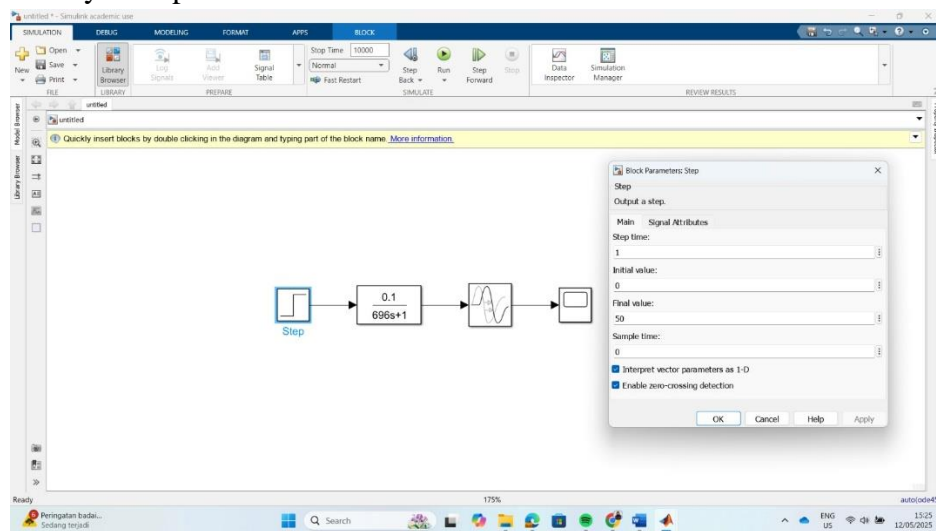 untitled * - Simulink academic use
SIMULATION DEBUG MODELING FORMAT APPS BLOCK
New
Open
Save
Print
FILE
Library Browser
LIBRARY
Log Signals
Add Viewer
Signal Table
PREPARE
Stop Time 10000
Normal
Fast Restart
Step Back
Run
Step Forward
Stop
SIMULATE
Data Inspector
Simulation Manager
REVIEW RESULTS
Model Browser
Library Browser
untitled
untitled
Quickly insert blocks by double clicking in the diagram and typing part of the block name. More information.
Step
0.1
696s+1
Block Parameters: Step
Step
Output a step.
Main Signal Attributes
Step time:
1
Initial value:
0
Final value:
50
Sample time:
0
Interpret vector parameters as 1-D
Enable zero-crossing detection
OK Cancel Help Apply
Ready 175%
Peringatan badai...
Sedang terjadi
Search
ENG
US
15:25